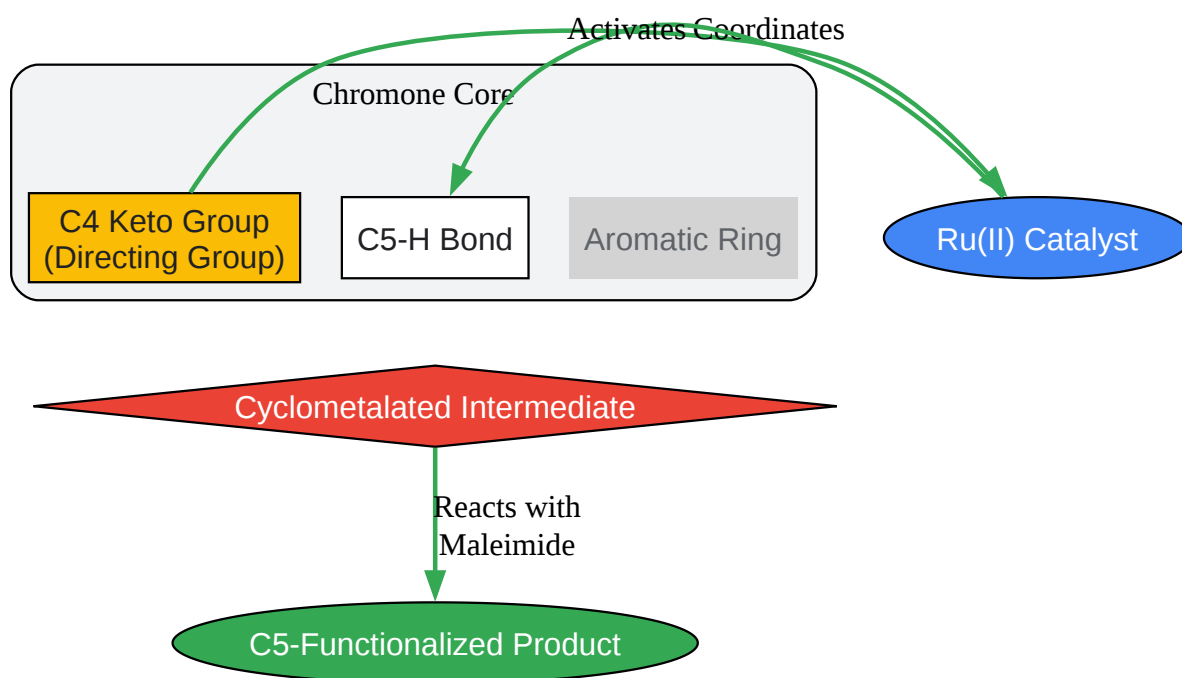 Activates
Coordinates
Chromone Core
C4 Keto Group
(Directing Group)
C5-H Bond
Aromatic Ring
Ru(II) Catalyst
Cyclometalated Intermediate
Reacts with
Maleimide
C5-Functionalized Product